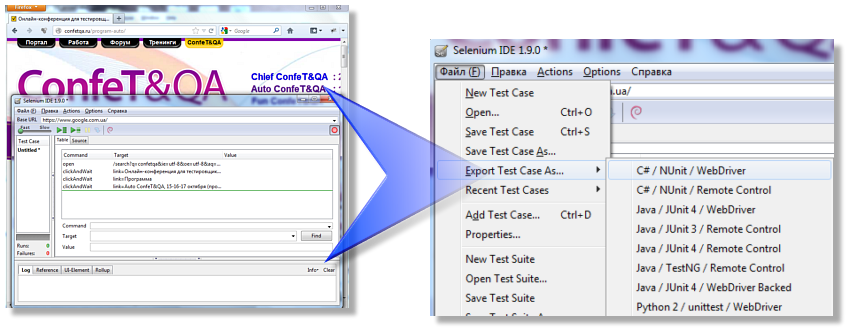 Firefox
Онлайн-конференция для тестировщ...
confetqa.ru/program-auto/
Google
Портал Работа Форум Тренинги ConfeT&QA
ConfeT&QA
Chief ConfeT&QA : 2
Auto ConfeT&QA :
Fun ConfeT&QA
Selenium IDE 1.9.0 *
Файл (F) Правка Actions Options Справка
Base URL https://www.google.com.ua/
Fast Slow
Test Case
Untitled *
Table Source
Command Target Value
open /search?q=confetqa&ie=utf-8&oe=utf-8&aq=...
clickAndWait link=Онлайн-конференция для тестировщик...
clickAndWait link=Программа
clickAndWait link=Auto ConfeT&QA, 15-16-17 октября (про...
Command
Target Find
Value
Runs: 0
Failures: 0
Log Reference UI-Element Rollup Info Clear
Selenium IDE 1.9.0 *
Файл (F) Правка Actions Options Справка
i.ua/
New Test Case
Open... Ctrl+O
Save Test Case Ctrl+S
Save Test Case As...
Export Test Case As...
Recent Test Cases
Add Test Case... Ctrl+D
Properties...
New Test Suite
Open Test Suite...
Save Test Suite
C# / NUnit / WebDriver
C# / NUnit / Remote Control
Java / JUnit 4 / WebDriver
Java / JUnit 3 / Remote Control
Java / JUnit 4 / Remote Control
Java / TestNG / Remote Control
Java / JUnit 4 / WebDriver Backed
Python 2 / unittest / WebDriver